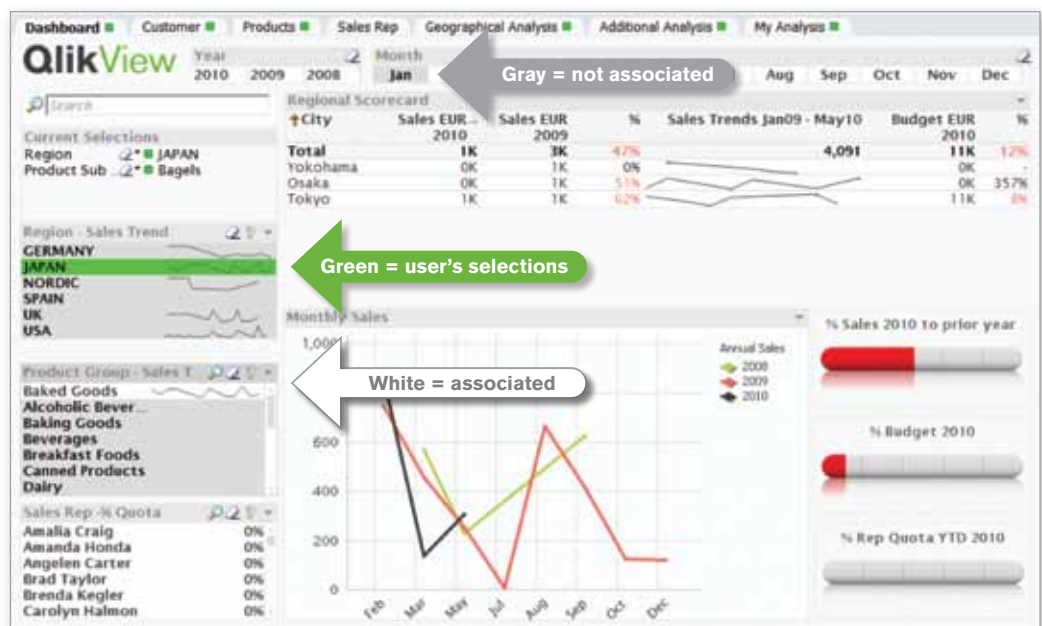 Dashboard Customer Products Sales Rep Geographical Analysis Additional Analysis My Analysis
QlikView
Year
2010 2009 2008
Month
Jan Aug Sep Oct Nov Dec
Gray = not associated
Search
Current Selections
Region JAPAN
Product Sub .. Bagels
Regional Scorecard
City Sales EUR... 2010 Sales EUR 2009 % Sales Trends Jan09 - May10 Budget EUR 2010 %
Total 1K 3K 47% 4,091 11K 12%
Yokohama 0K 1K 0% 0K -
Osaka 0K 1K 51% 0K 357%
Tokyo 1K 1K 62% 11K 8%
Region - Sales Trend
GERMANY
JAPAN
NORDIC
SPAIN
UK
USA
Green = user's selections
Product Group - Sales T
Baked Goods
Alcoholic Bever...
Baking Goods
Beverages
Breakfast Foods
Canned Products
Dairy
White = associated
Sales Rep -% Quota
Amalia Craig 0%
Amanda Honda 0%
Angelen Carter 0%
Brad Taylor 0%
Brenda Kegler 0%
Carolyn Halmon 0%
Monthly Sales
1,000
600
400
200
0
Feb Mar May Jul Aug Sep Oct Dec
Annual Sales
2008
2009
2010
% Sales 2010 to prior year
% Budget 2010
% Rep Quota YTD 2010